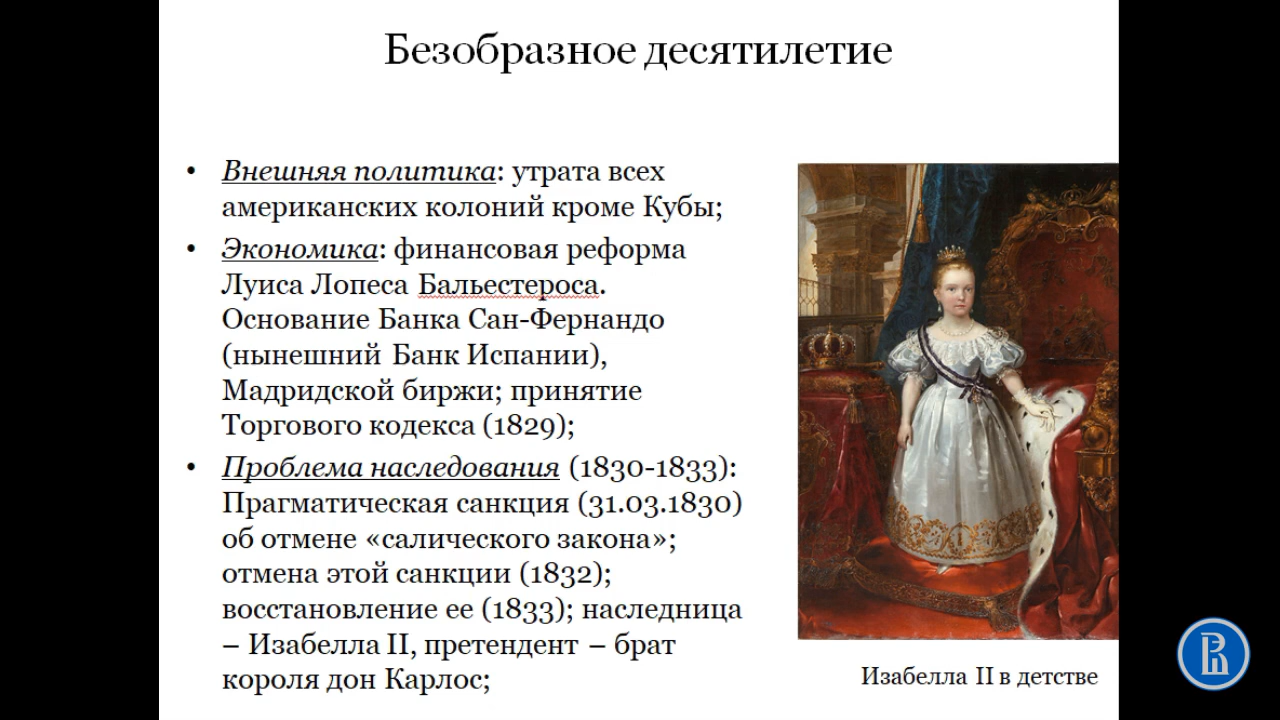 Безобразное десятилетие
• Внешняя политика: утрата всех
американских колоний кроме Кубы;
• Экономика: финансовая реформа
Луиса Лопеса Бальестероса.
Основание Банка Сан-Фернандо
(нынешний Банк Испании),
Мадридской биржи; принятие
Торгового кодекса (1829);
• Проблема наследования (1830-1833):
Прагматическая санкция (31.03.1830)
об отмене «салического закона»;
отмена этой санкции (1832);
восстановление ее (1833); наследница
– Изабелла II, претендент – брат
короля дон Карлос;
Изабелла II в детстве